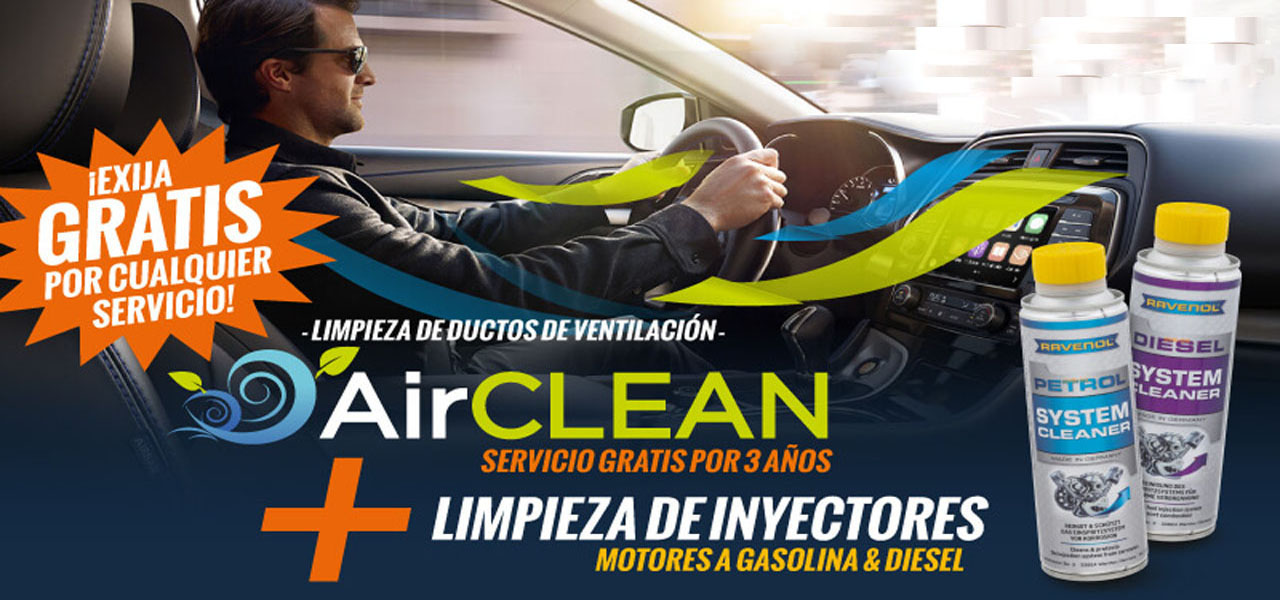 ¡EXIJA
GRATIS
POR CUALQUIER
SERVICIO!
- LIMPIEZA DE DUCTOS DE VENTILACIÓN -
AirCLEAN
SERVICIO GRATIS POR 3 AÑOS
+ LIMPIEZA DE INYECTORES
MOTORES A GASOLINA & DIESEL
RAVENOL
PETROL
SYSTEM
CLEANER
MADE IN GERMANY
RAVENOL
DIESEL
SYSTEM
CLEANER
MADE IN GERMANY